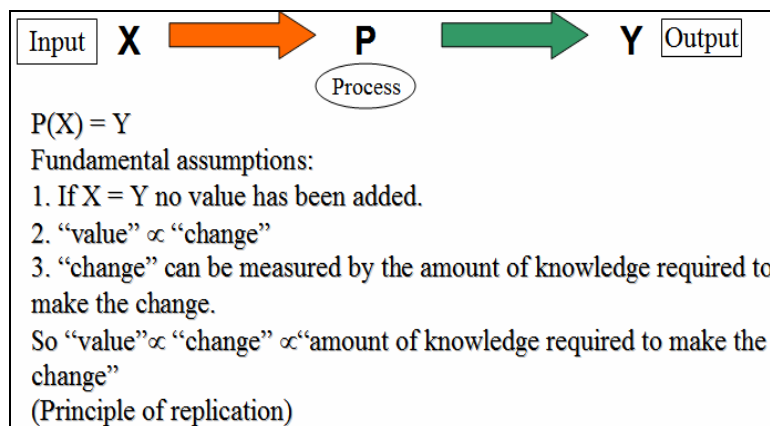 Input X P Y Output
Process
P(X) = Y
Fundamental assumptions:
1. If X = Y no value has been added.
2. “value” ∝ “change”
3. “change” can be measured by the amount of knowledge required to
make the change.
So “value”∝ “change” ∝“amount of knowledge required to make the
change”
(Principle of replication)